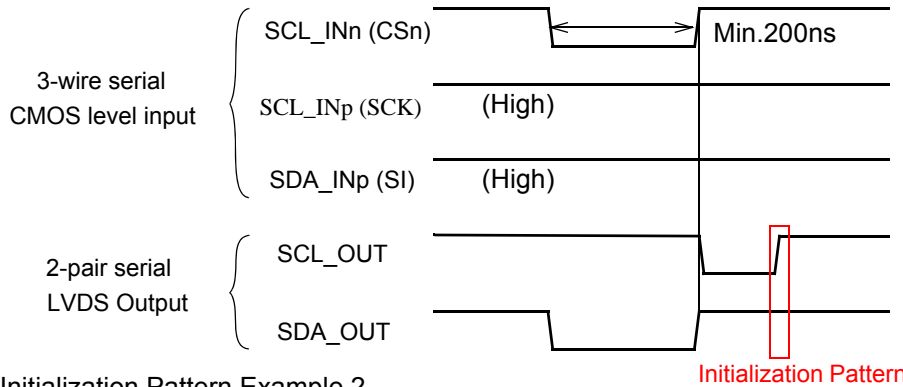 SCL_INn (CSn)
Min.200ns
3-wire serial
CMOS level input
SCL_INp (SCK)
(High)
SDA_INp (SI)
(High)
2-pair serial
LVDS Output
SCL_OUT
SDA_OUT
Initialization Pattern
Initialization Pattern Example 2